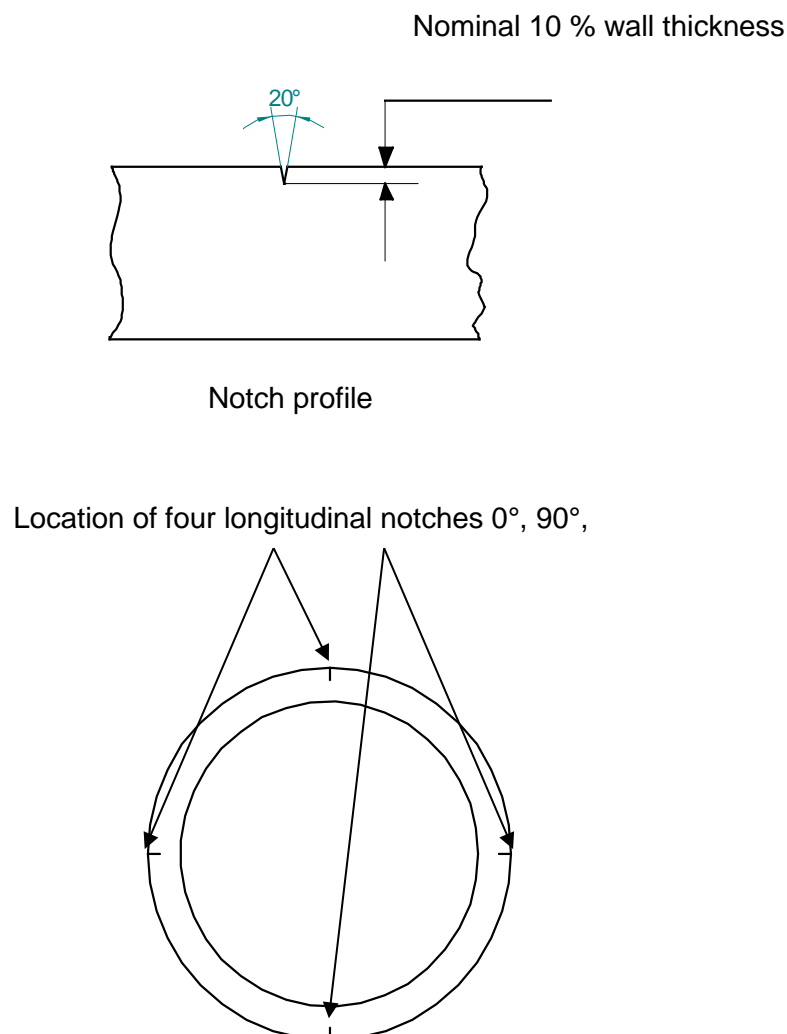 Nominal 10 % wall thickness
20°
Notch profile
Location of four longitudinal notches 0°, 90°,